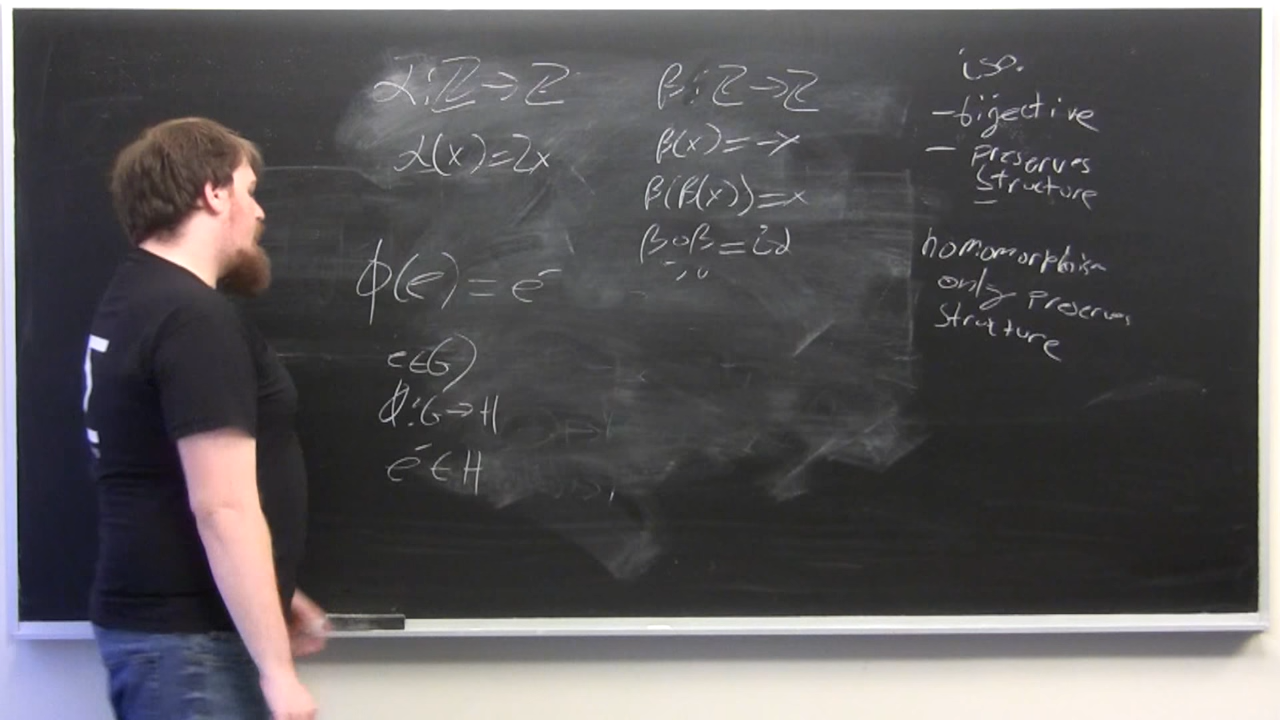 α:ℤ→ℤ
α(x)=2x
ϕ(e)=e̅
e∈G)
ϕ:G→H
e̅∈H
β:ℤ→ℤ
β(x)=-x
β(β(x))=x
β∘β=id
iso.
-bijective
- preserves
structure
homomorphism
only preserves
structure